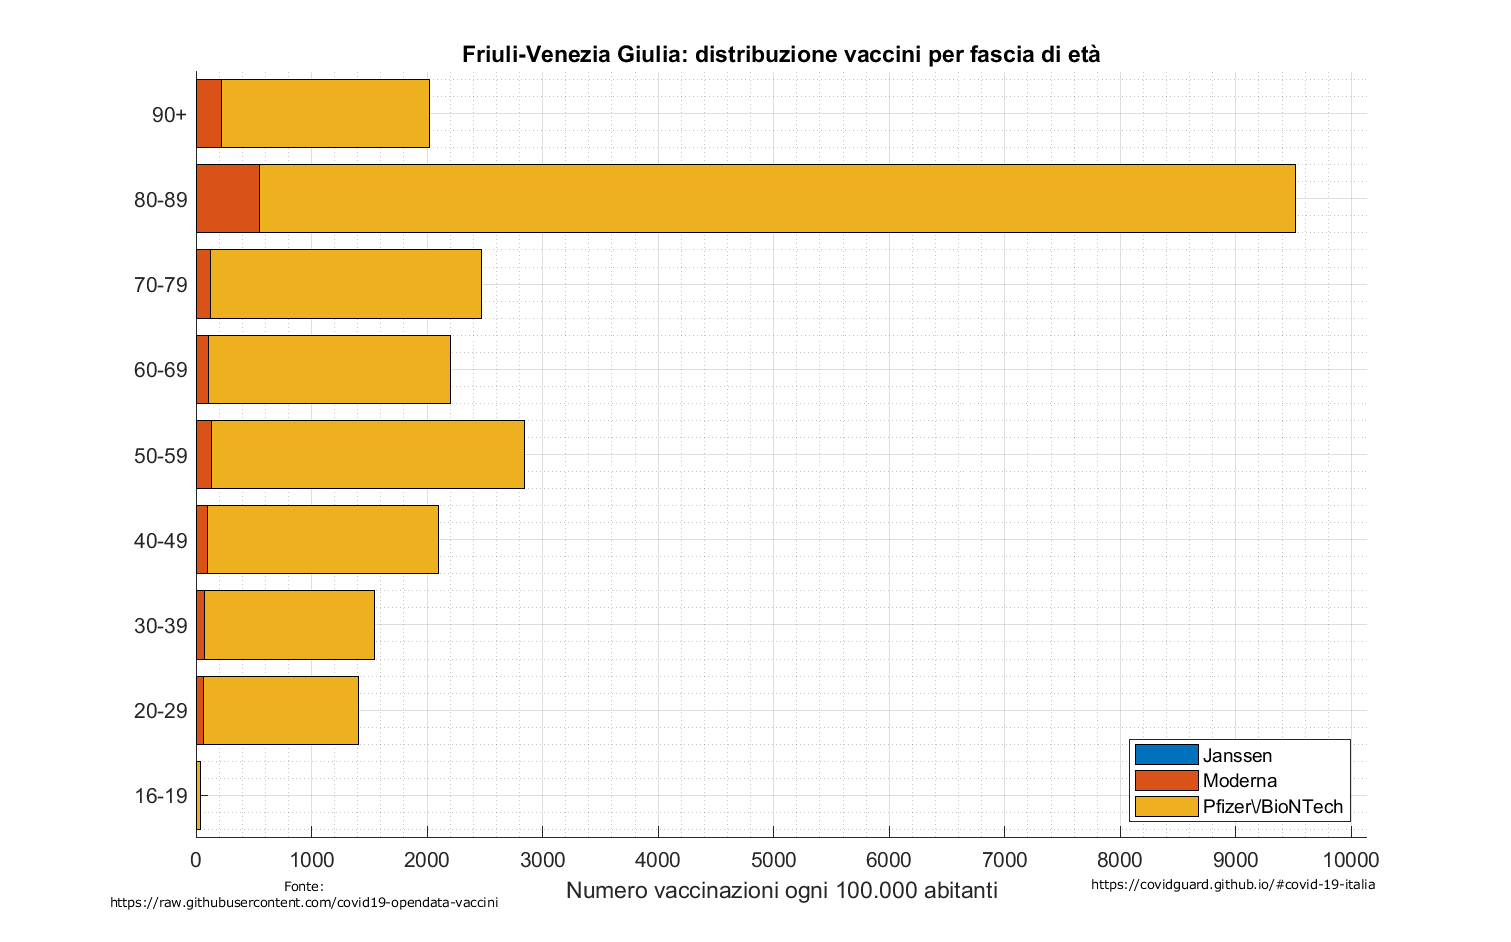 Friuli-Venezia Giulia: distribuzione vaccini per fascia di età
90+
80-89
70-79
60-69
50-59
40-49
30-39
20-29
16-19
Janssen
Moderna
Pfizer\/BioNTech
0 1000 2000 3000 4000 5000 6000 7000 8000 9000 10000
Numero vaccinazioni ogni 100.000 abitanti
Fonte:
https://raw.githubusercontent.com/covid19-opendata-vaccini
https://covidguard.github.io/#covid-19-italia